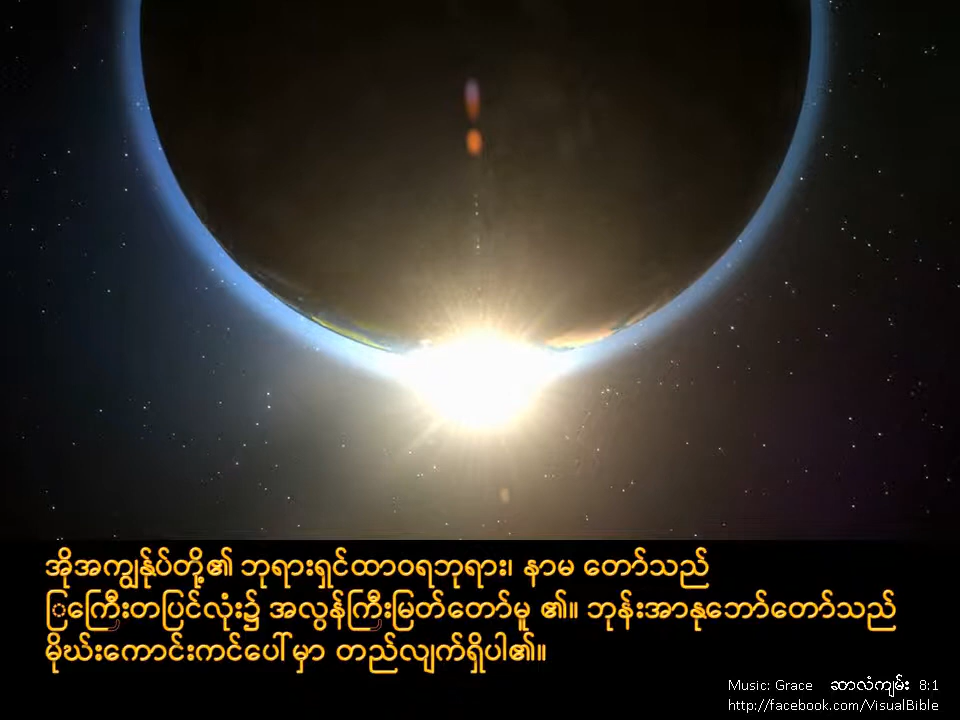 အိုအကျွန်ုပ်တို့၏ ဘုရားရှင်ထာဝရဘုရား၊ နာမ တော်သည်
မြေကြီးတပြင်လုံး၌ အလွန်ကြီးမြတ်တော်မူ ၏။ ဘုန်းအာနုဘော်တော်သည်
မိုဃ်းကောင်းကင်ပေါ်မှာ တည်လျက်ရှိပါ၏။
Music: Grace ဆာလံကျမ်း 8:1
http://facebook.com/VisualBible